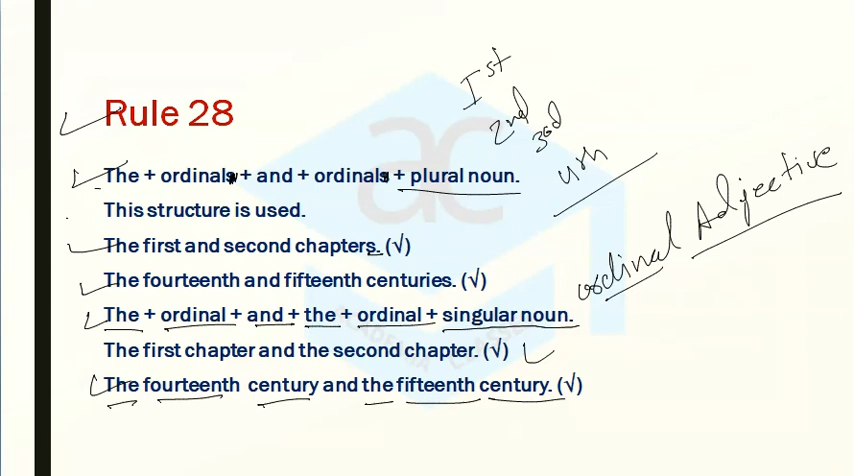 Rule 28
The + ordinals + and + ordinals + plural noun.
This structure is used.
The first and second chapters. (√)
The fourteenth and fifteenth centuries. (√)
The + ordinal + and + the + ordinal + singular noun.
The first chapter and the second chapter. (√)
The fourteenth century and the fifteenth century. (√)
Ist
2nd
3rd
4th
ordinal Adjective
ac